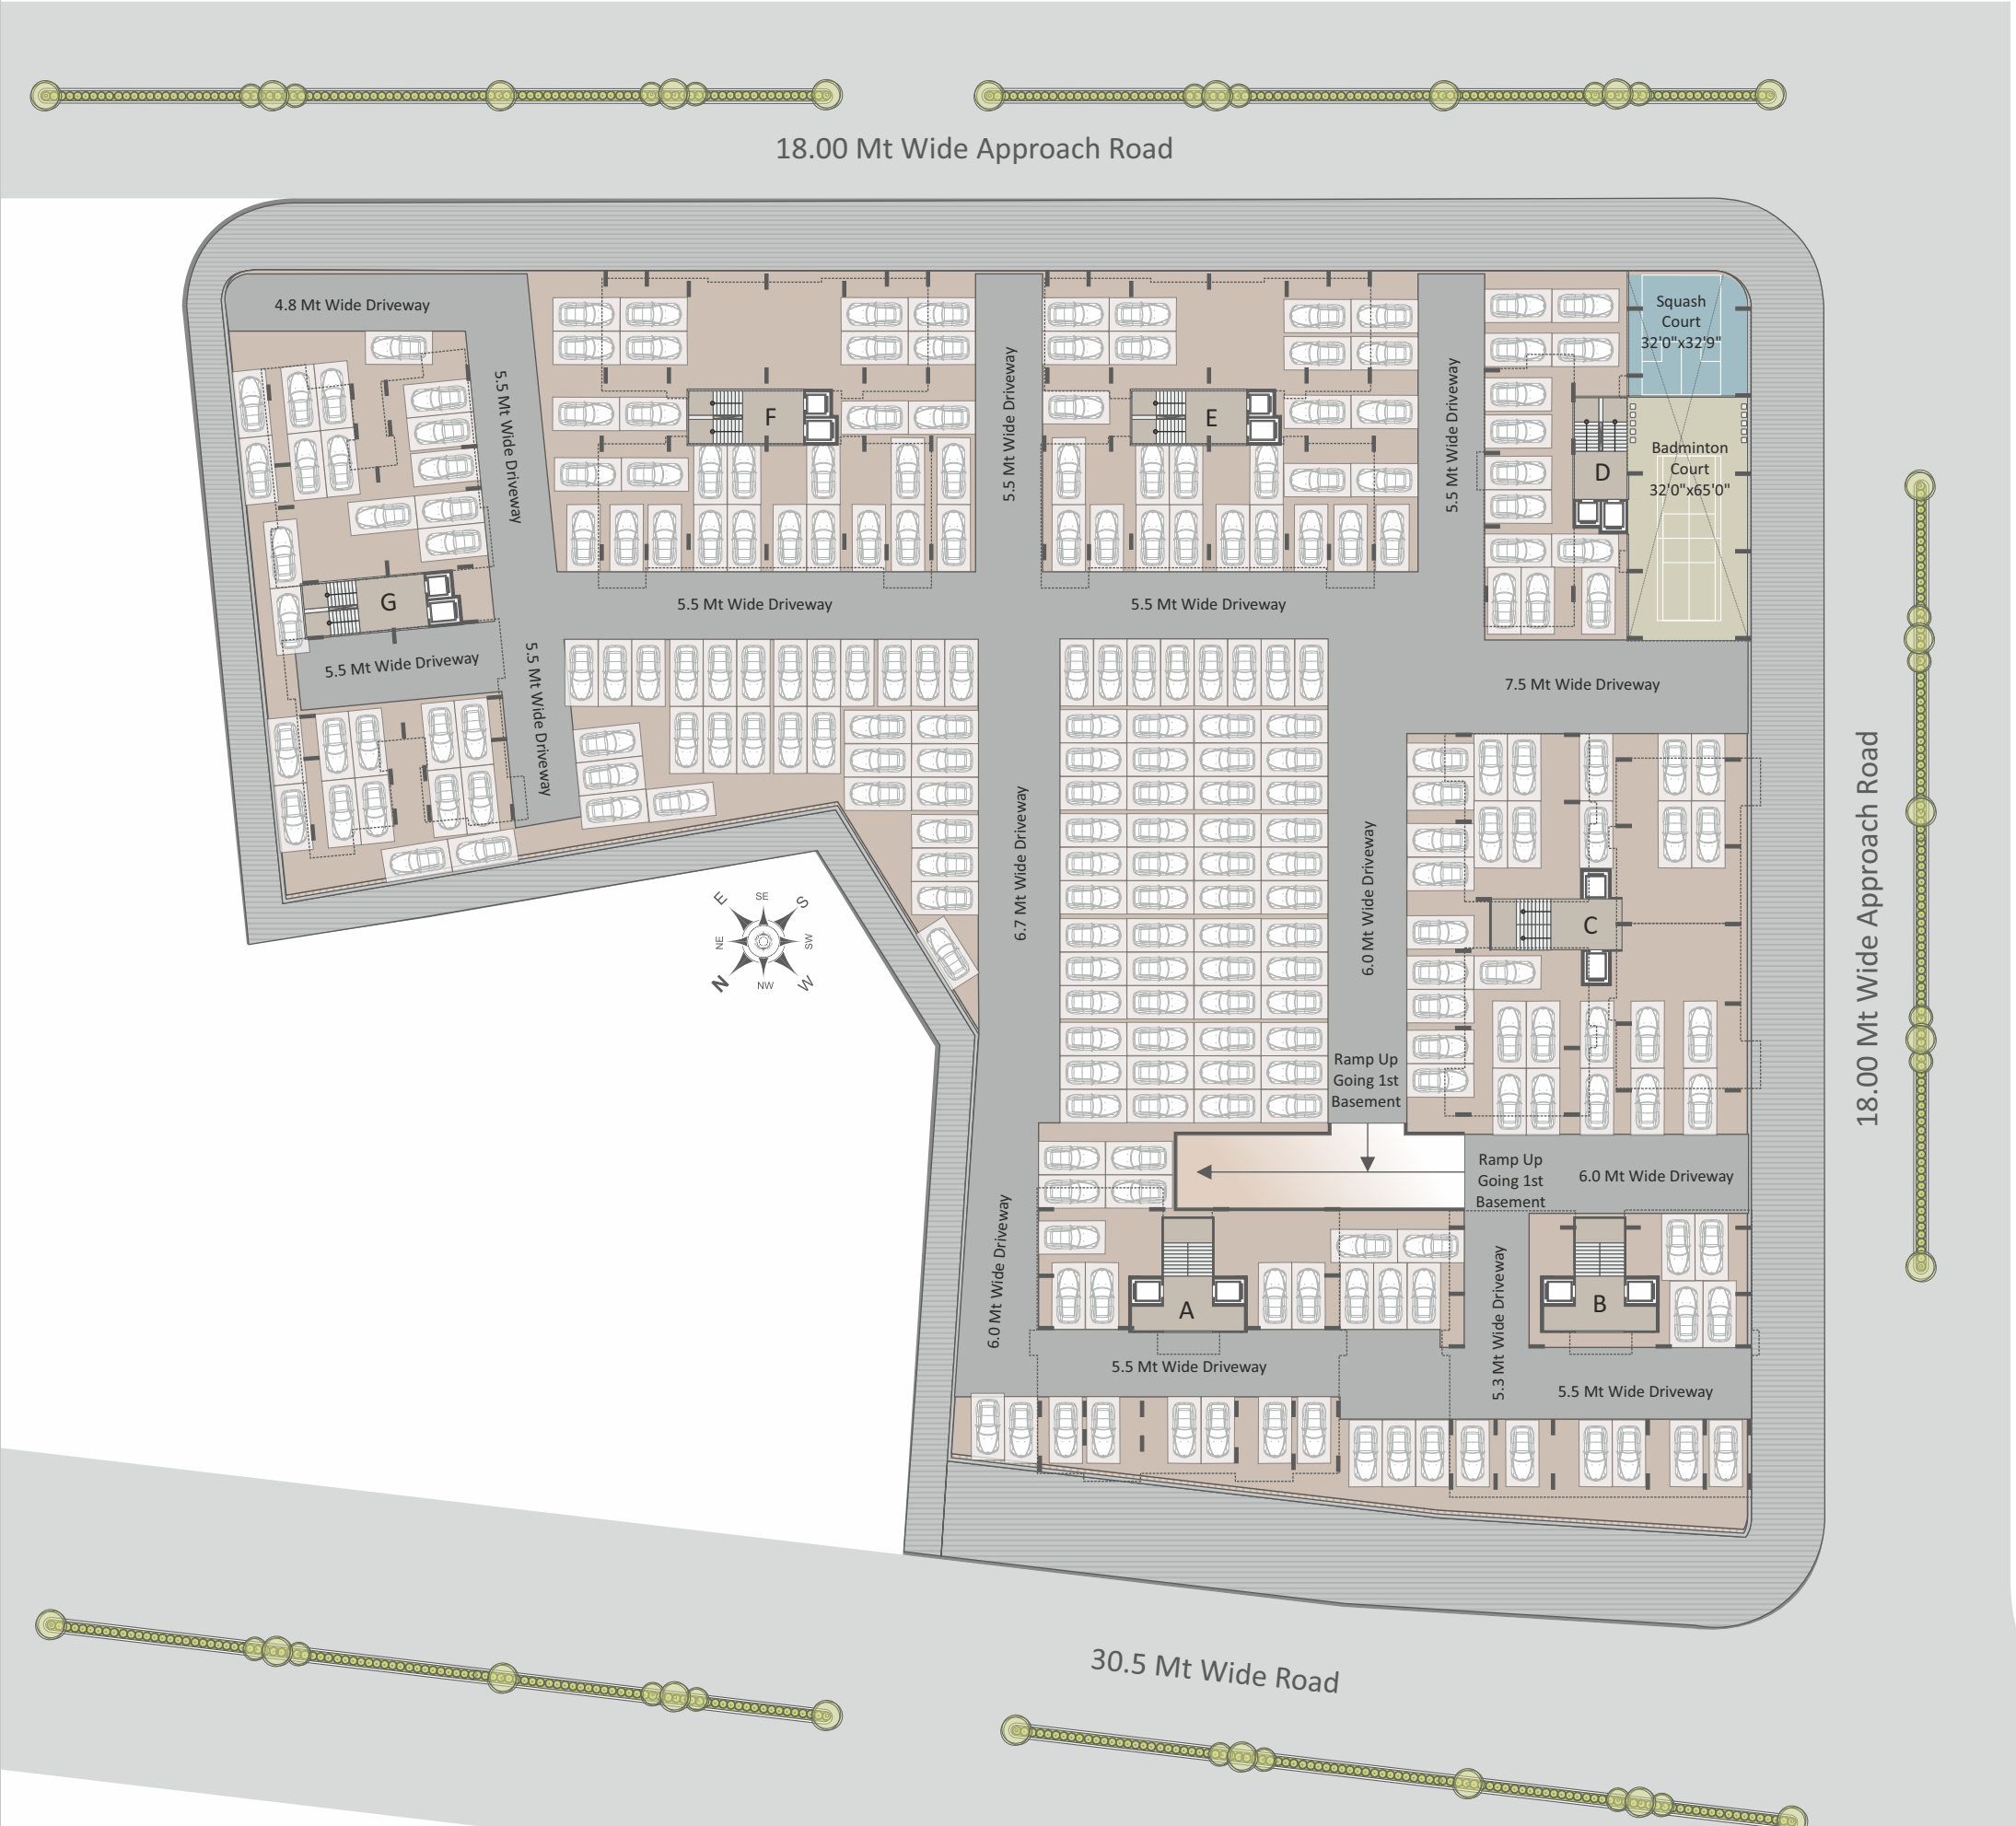 18.00 Mt Wide Approach Road
4.8 Mt Wide Driveway
5.5 Mt Wide Driveway
F
5.5 Mt Wide Driveway
E
5.5 Mt Wide Driveway
Squash
Court
32'0"x32'9"
Badminton
Court
32'0"x65'0"
D
G
5.5 Mt Wide Driveway
5.5 Mt Wide Driveway
5.5 Mt Wide Driveway
5.5 Mt Wide Driveway
7.5 Mt Wide Driveway
6.7 Mt Wide Driveway
6.0 Mt Wide Driveway
C
18.00 Mt Wide Approach Road
E
SE
S
NE
SW
N
NW
W
Ramp Up
Going 1st
Basement
Ramp Up
Going 1st
Basement
6.0 Mt Wide Driveway
6.0 Mt Wide Driveway
A
5.3 Mt Wide Driveway
B
5.5 Mt Wide Driveway
5.5 Mt Wide Driveway
30.5 Mt Wide Road